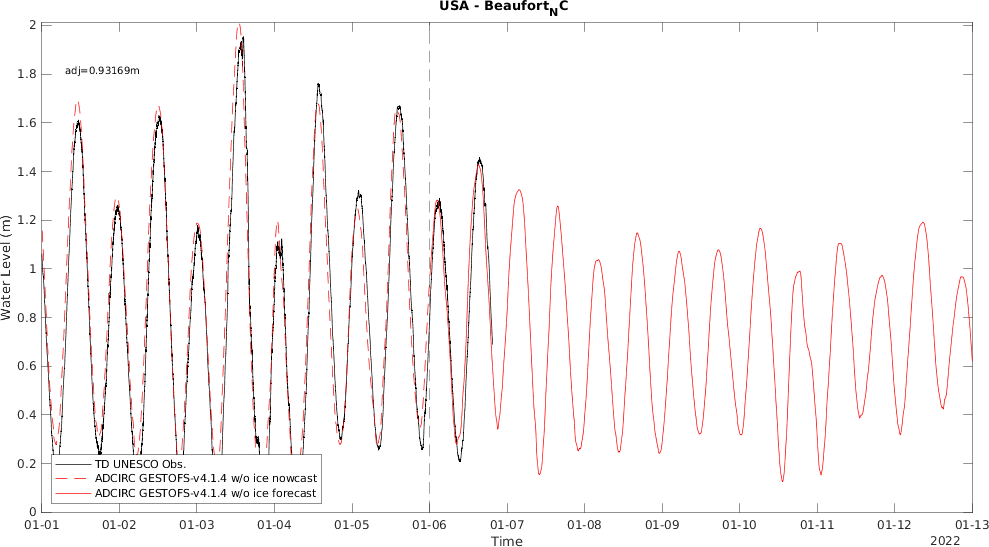 USA - BeaufortNC
2
1.8
1.6
1.4
1.2
1
0.8
0.6
0.4
0.2
0
Water Level (m)
adj=0.93169m
TD UNESCO Obs.
ADCIRC GESTOFS-v4.1.4 w/o ice nowcast
ADCIRC GESTOFS-v4.1.4 w/o ice forecast
01-01 01-02 01-03 01-04 01-05 01-06 01-07 01-08 01-09 01-10 01-11 01-12 01-13
Time
2022